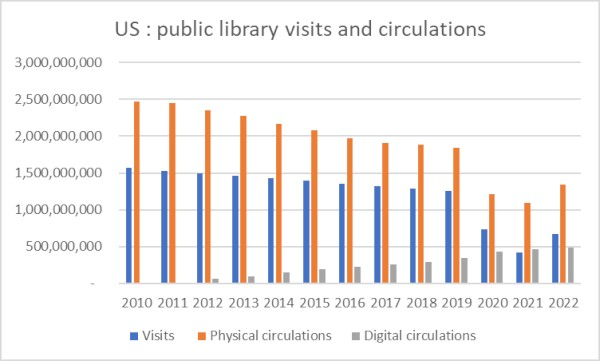 US : public library visits and circulations
3,000,000,000
2,500,000,000
2,000,000,000
1,500,000,000
1,000,000,000
500,000,000
-
2010 2011 2012 2013 2014 2015 2016 2017 2018 2019 2020 2021 2022
Visits Physical circulations Digital circulations